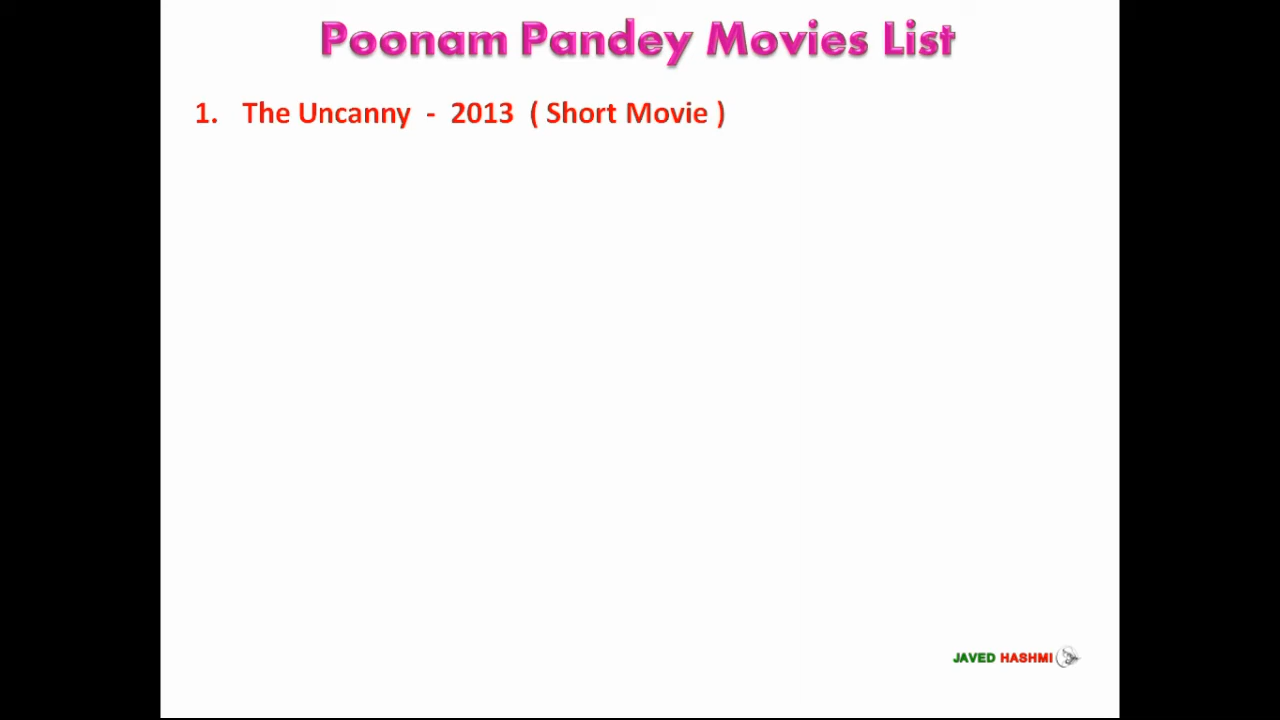 Poonam Pandey Movies List
1. The Uncanny - 2013 ( Short Movie )
JAVED HASHMI